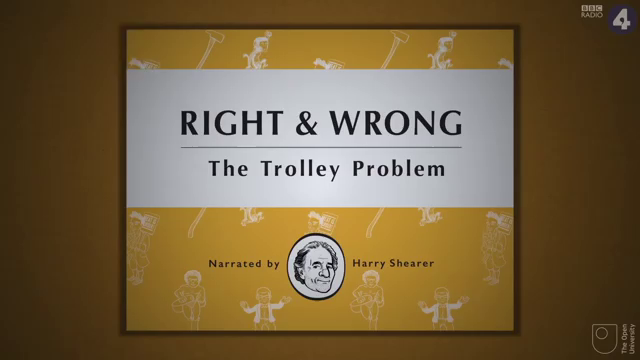 BBC
RADIO
4
RIGHT & WRONG
The Trolley Problem
Narrated by Harry Shearer
The Open
University